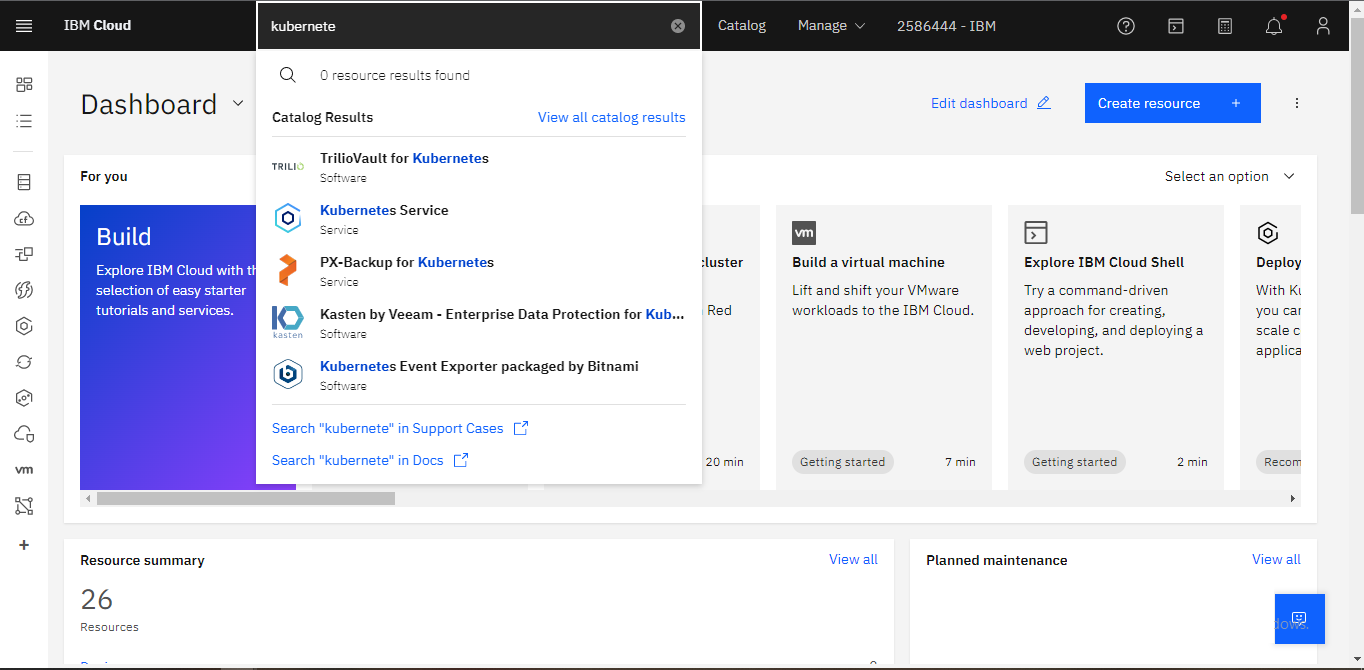 IBM Cloud
kubernete
Catalog
Manage
2586444 - IBM
0 resource results found
Catalog Results
View all catalog results
TRILIO
TrilioVault for Kubernetes
Software
Kubernetes Service
Service
PX-Backup for Kubernetes
Service
kasten
Kasten by Veeam - Enterprise Data Protection for Kub...
Software
Kubernetes Event Exporter packaged by Bitnami
Software
Search "kubernete" in Support Cases
Search "kubernete" in Docs
Dashboard
Edit dashboard
Create resource +
For you
Select an option
Build
Explore IBM Cloud with th
selection of easy starter
tutorials and services.
cluster
Red
20 min
vm
Build a virtual machine
Lift and shift your VMware
workloads to the IBM Cloud.
Getting started
7 min
Explore IBM Cloud Shell
Try a command-driven
approach for creating,
developing, and deploying a
web project.
Getting started
2 min
Deploy
With Ku
you can
scale c
applica
Recom
cf
vm
Resource summary
View all
26
Resources
Planned maintenance
View all
dows.